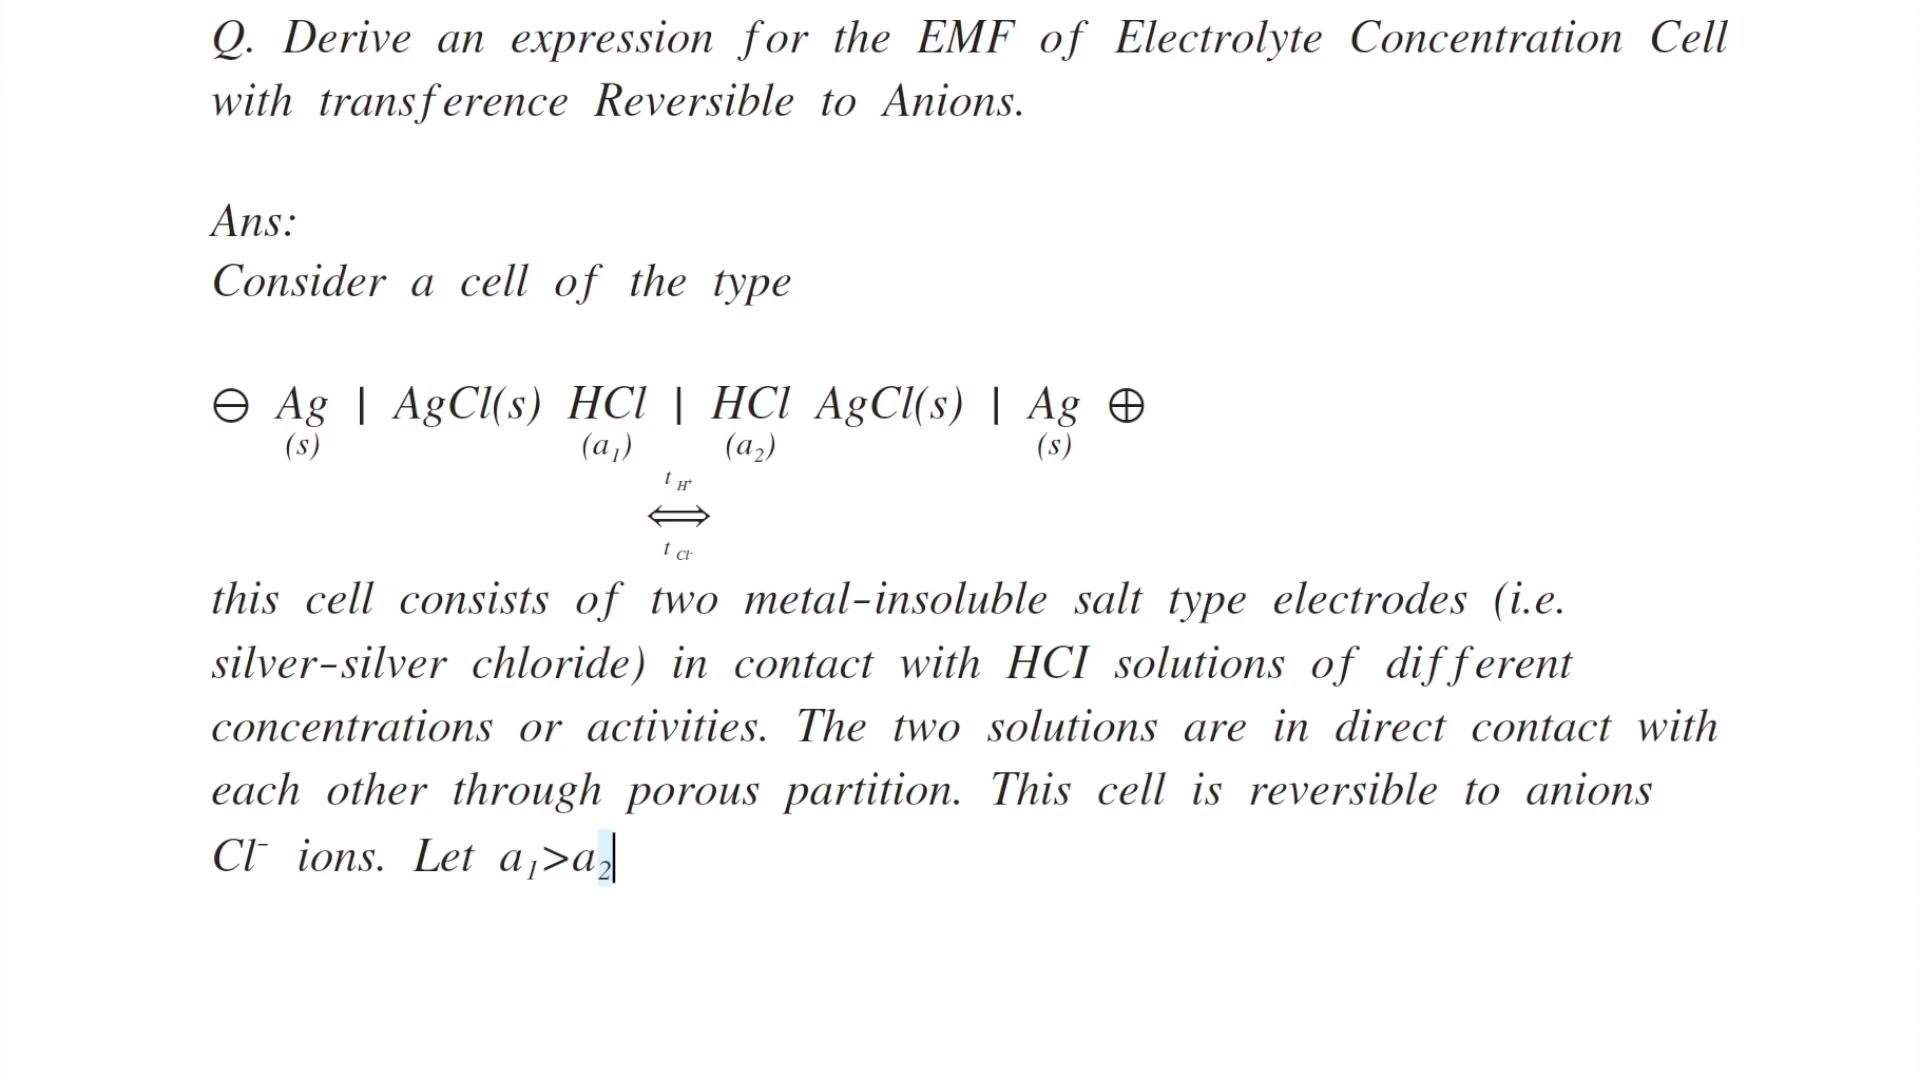 Q. Derive an expression for the EMF of Electrolyte Concentration Cell
with transference Reversible to Anions.
Ans:
Consider a cell of the type
⊖ Ag | AgCl(s) HCl | HCl AgCl(s) | Ag ⊕
(s) (a₁) (a₂) (s)
t H⁺
⟺
t Cl⁻
this cell consists of two metal-insoluble salt type electrodes (i.e.
silver-silver chloride) in contact with HCI solutions of different
concentrations or activities. The two solutions are in direct contact with
each other through porous partition. This cell is reversible to anions
Cl⁻ ions. Let a₁>a₂